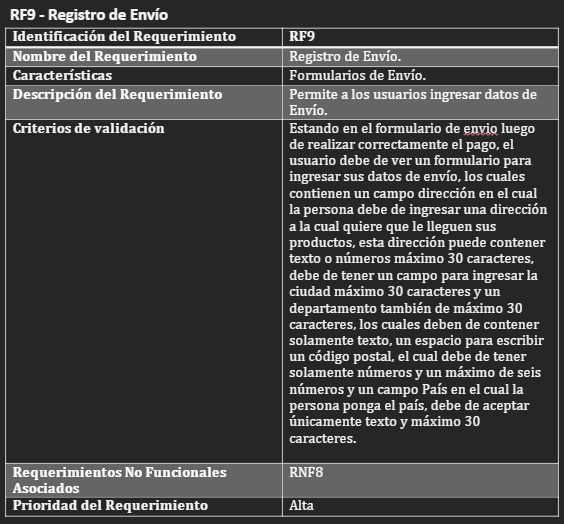 RF9 - Registro de Envío
Identificación del Requerimiento RF9
Nombre del Requerimiento Registro de Envío.
Características Formularios de Envío.
Descripción del Requerimiento Permite a los usuarios ingresar datos de
Envío.
Criterios de validación Estando en el formulario de envio luego
de realizar correctamente el pago, el
usuario debe de ver un formulario para
ingresar sus datos de envío, los cuales
contienen un campo dirección en el cual
la persona debe de ingresar una dirección
a la cual quiere que le lleguen sus
productos, esta dirección puede contener
texto o números máximo 30 caracteres,
debe de tener un campo para ingresar la
ciudad máximo 30 caracteres y un
departamento también de máximo 30
caracteres, los cuales deben de contener
solamente texto, un espacio para escribir
un código postal, el cual debe de tener
solamente números y un máximo de seis
números y un campo País en el cual la
persona ponga el país, debe de aceptar
únicamente texto y máximo 30
caracteres.
Requerimientos No Funcionales RNF8
Asociados
Prioridad del Requerimiento Alta